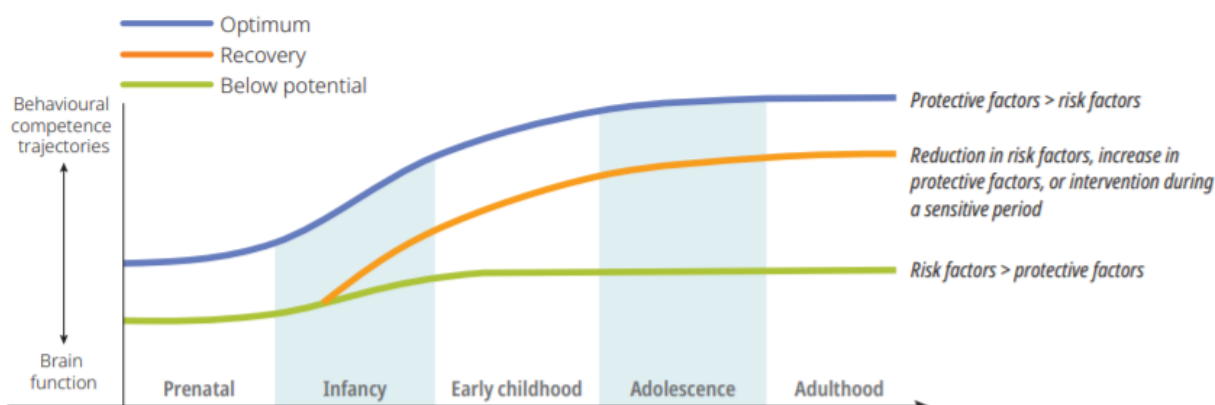 Optimum
Recovery
Below potential
Behavioural
competence
trajectories
Brain
function
Protective factors > risk factors
Reduction in risk factors, increase in
protective factors, or intervention during
a sensitive period
Risk factors > protective factors
Prenatal
Infancy
Early childhood
Adolescence
Adulthood